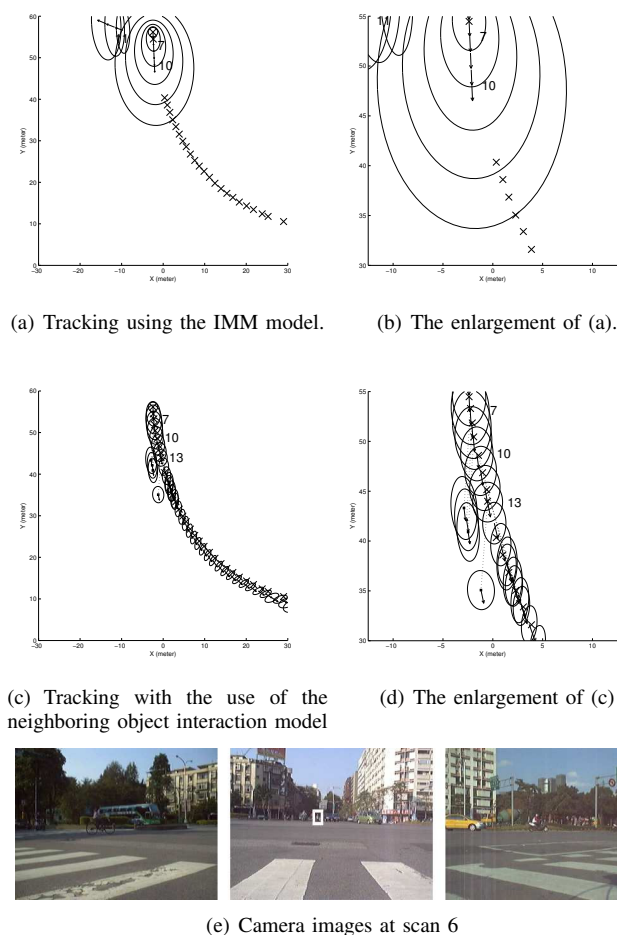 60
50
40
30
20
10
0
−30 −20 −10 0 10 20 30
Y (meter)
X (meter)
7
10
1
55
50
45
40
35
30
−10 −5 0 5 10
Y (meter)
X (meter)
11
7
10
(a) Tracking using the IMM model.
(b) The enlargement of (a).
60
50
40
30
20
10
0
−30 −20 −10 0 10 20 30
Y (meter)
X (meter)
7
10
13
55
50
45
40
35
30
−10 −5 0 5 10
Y (meter)
X (meter)
7
10
13
(c) Tracking with the use of the
neighboring object interaction model
(d) The enlargement of (c)
(e) Camera images at scan 6